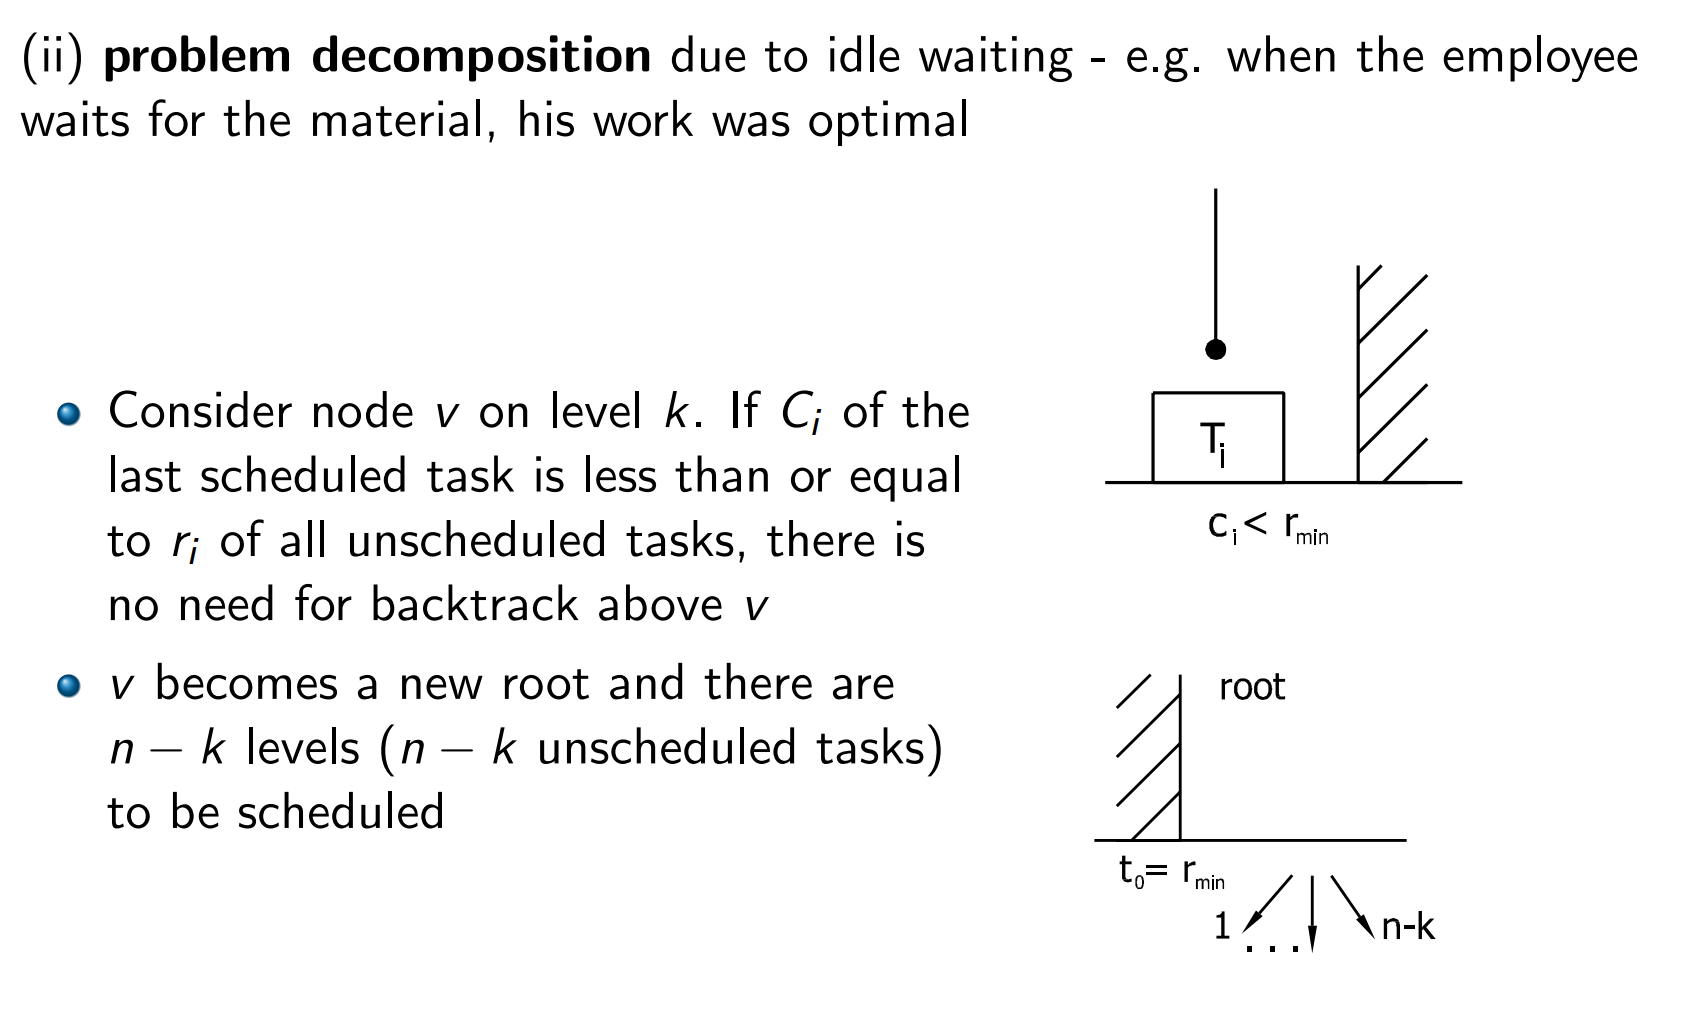 (ii) problem decomposition due to idle waiting - e.g. when the employee
waits for the material, his work was optimal
Consider node v on level k. If C_i of the
last scheduled task is less than or equal
to r_i of all unscheduled tasks, there is
no need for backtrack above v
v becomes a new root and there are
n − k levels (n − k unscheduled tasks)
to be scheduled
T_i
c_i < r_min
root
t_0= r_min
1
...
n-k